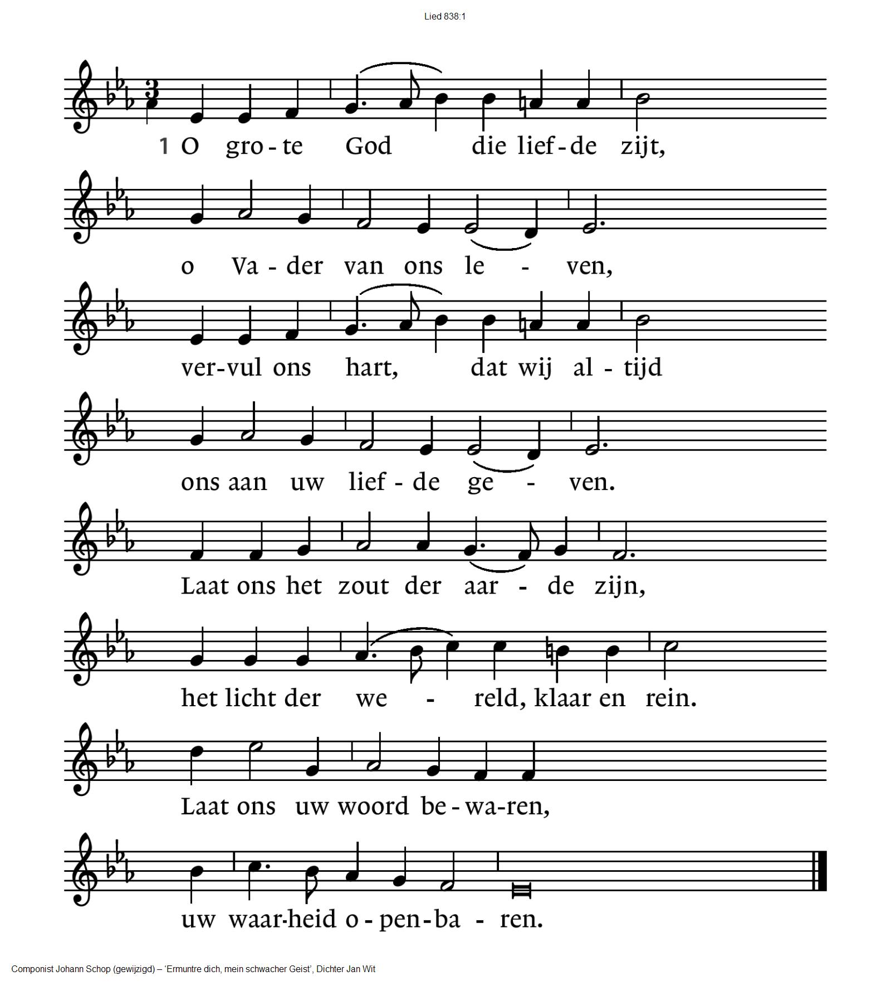 Lied 838:1
3
1 O gro - te God die lief - de zijt,
o Va - der van ons le - ven,
ver - vul ons hart, dat wij al - tijd
ons aan uw lief - de ge - ven.
Laat ons het zout der aar - de zijn,
het licht der we - reld, klaar en rein.
Laat ons uw woord be - wa - ren,
uw waar - heid o - pen - ba - ren.
Componist Johann Schop (gewijzigd) – ‘Ermuntre dich, mein schwacher Geist’, Dichter Jan Wit